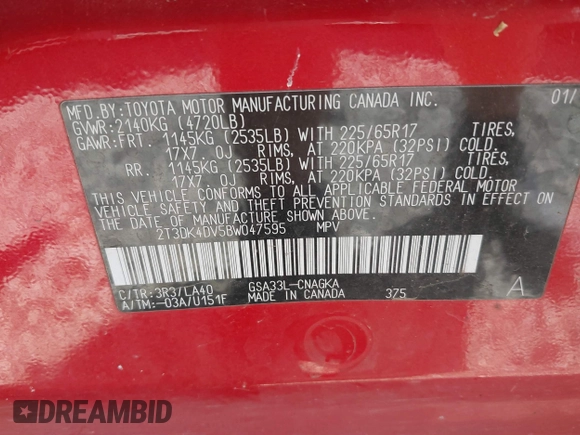 MFD.BY:TOYOTA MOTOR MANUFACTURING CANADA INC. 01/
GVWR:2140KG (4720LB)
GAWR:FRT. 1145KG (2535LB) WITH 225/65R17 TIRES,
17X7 0J RIMS, AT 220KPA (32PSI) COLD.
RR. 1145KG (2535LB) WITH 225/65R17 TIRES,
17X7 0J RIMS, AT 220KPA (32PSI) COLD.
THIS VEHICLE CONFORMS TO ALL APPLICABLE FEDERAL MOTOR
VEHICLE SAFETY AND THEFT PREVENTION STANDARDS IN EFFECT ON
THE DATE OF MANUFACTURE SHOWN ABOVE.
2T3DK4DV5BW047595 MPV
C/TR:3R3/LA40 GSA33L-CNAGKA
A/TM:-03A/U151F MADE IN CANADA 375 A
DREAMBID